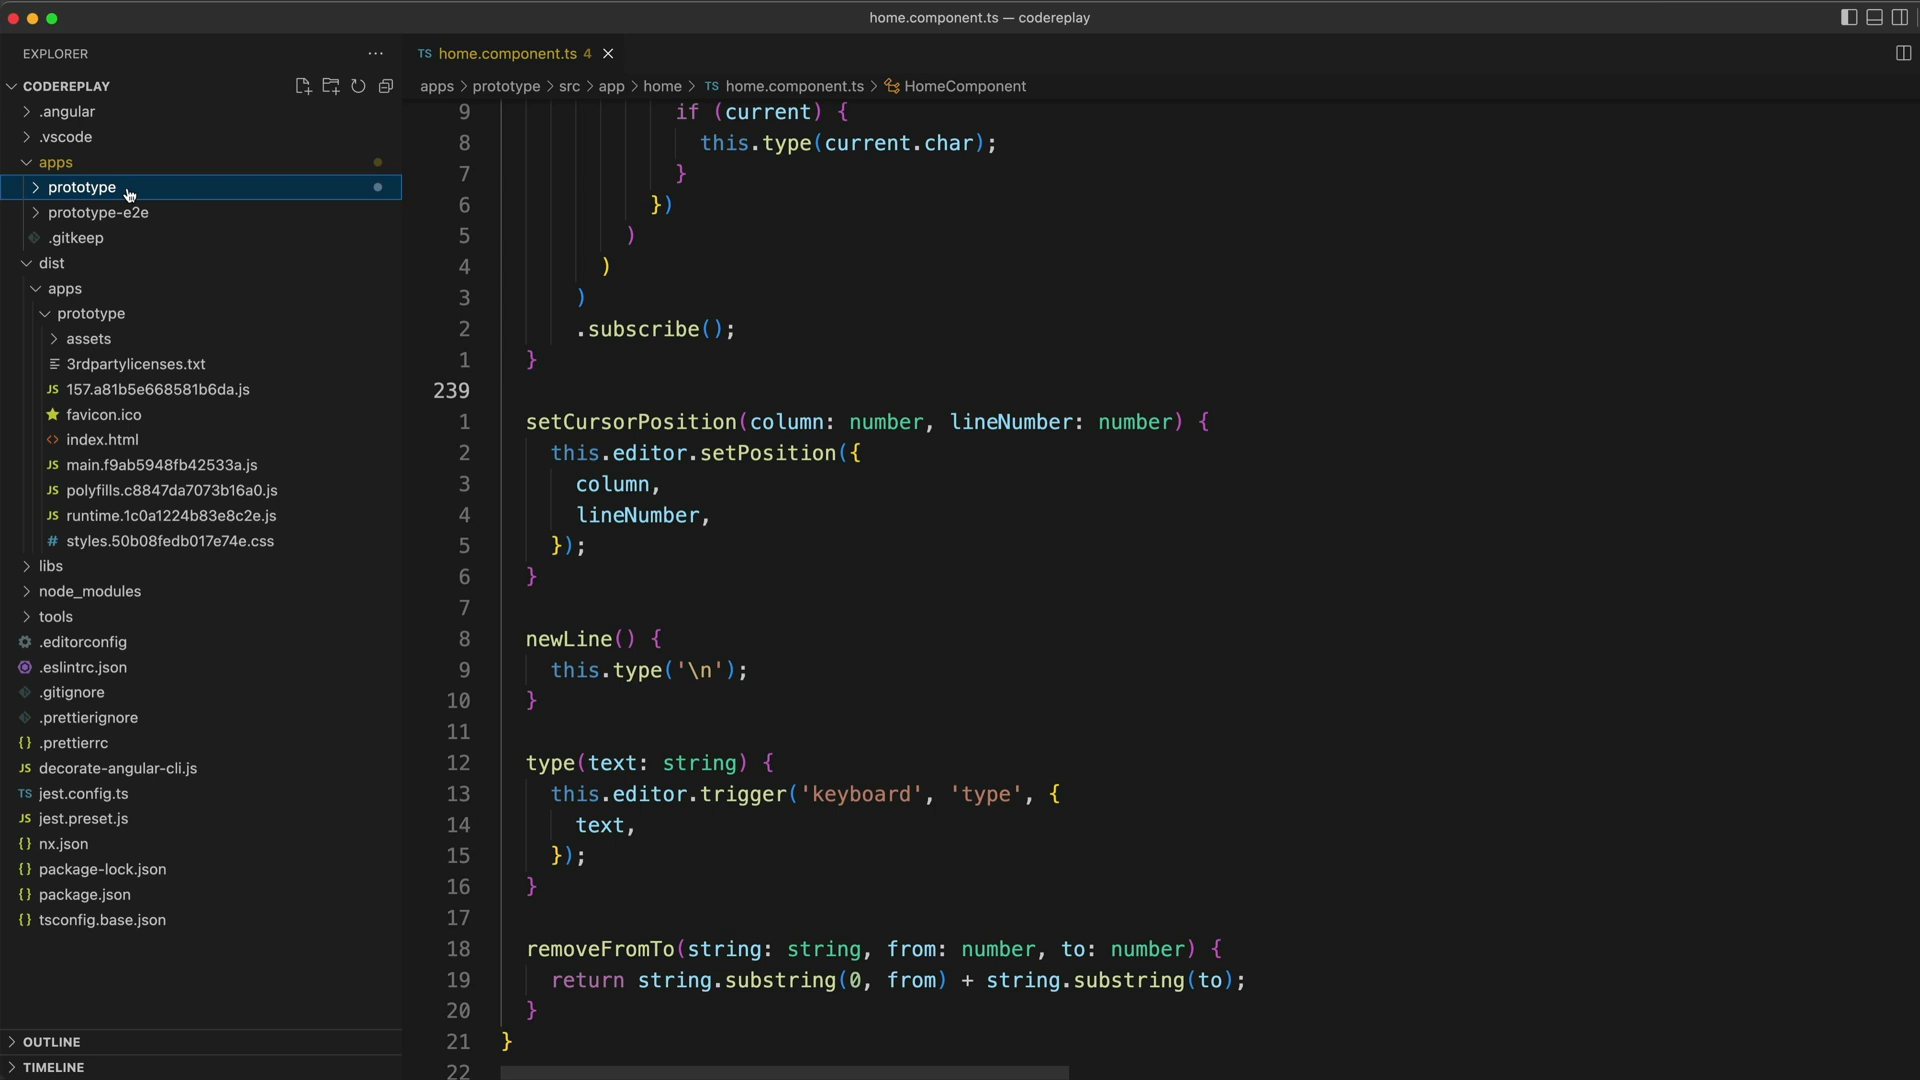 home.component.ts — codereplay
EXPLORER
CODEREPLAY
.angular
.vscode
apps
prototype
prototype-e2e
.gitkeep
dist
apps
prototype
assets
3rdpartylicenses.txt
JS 157.a81b5e668581b6da.js
favicon.ico
<> index.html
JS main.f9ab5948fb42533a.js
JS polyfills.c8847da7073b16a0.js
JS runtime.1c0a1224b83e8c2e.js
# styles.50b08fedb017e74e.css
libs
node_modules
tools
.editorconfig
.eslintrc.json
.gitignore
.prettierignore
{} .prettierrc
JS decorate-angular-cli.js
TS jest.config.ts
JS jest.preset.js
{} nx.json
{} package-lock.json
{} package.json
{} tsconfig.base.json
OUTLINE
TIMELINE
TS home.component.ts 4
apps > prototype > src > app > home > TS home.component.ts > HomeComponent
9 if (current) {
8 this.type(current.char);
7 }
6 })
5 )
4 )
3 )
2 .subscribe();
1 }
239
1 setCursorPosition(column: number, lineNumber: number) {
2 this.editor.setPosition({
3 column,
4 lineNumber,
5 });
6 }
7
8 newLine() {
9 this.type('\n');
10 }
11
12 type(text: string) {
13 this.editor.trigger('keyboard', 'type', {
14 text,
15 });
16 }
17
18 removeFromTo(string: string, from: number, to: number) {
19 return string.substring(0, from) + string.substring(to);
20 }
21 }
22